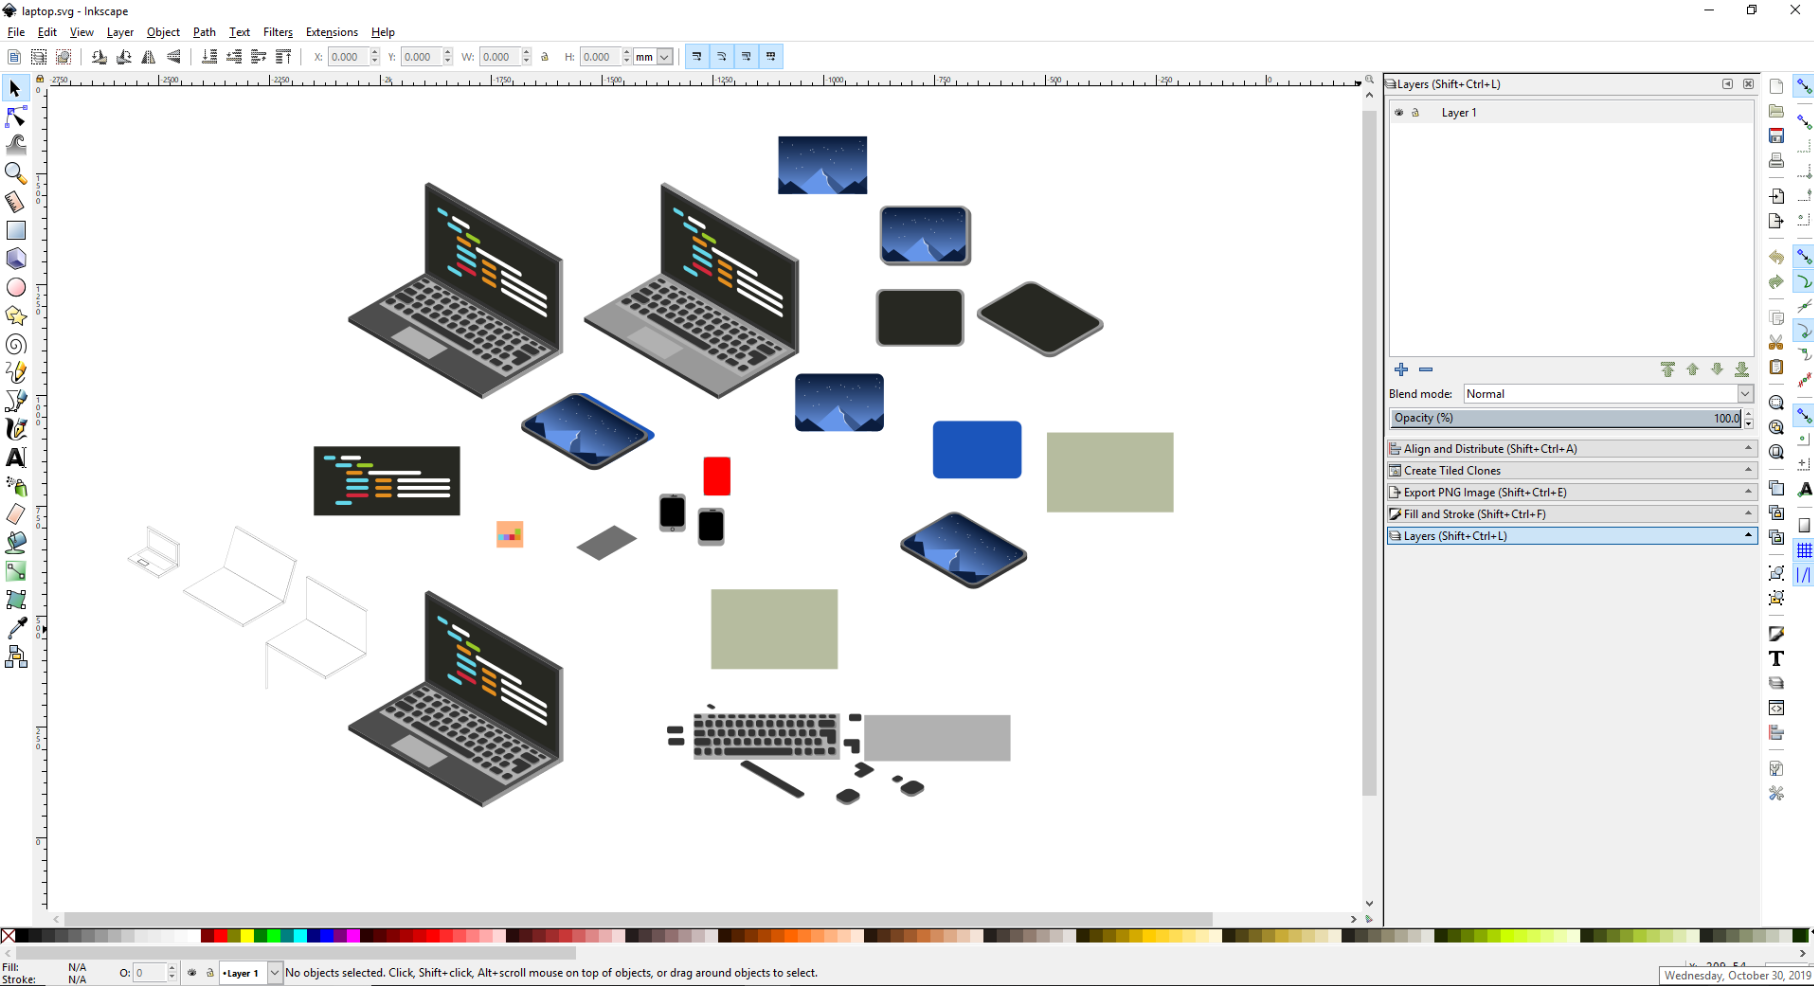 laptop.svg - Inkscape
File Edit View Layer Object Path Text Filters Extensions Help
X: 0.000 Y: 0.000 W: 0.000 H: 0.000 mm
-2750 -2500 -2250 -1750 -1500 -1250 -1000 -750 -500 -250 0
Layers (Shift+Ctrl+L)
Layer 1
Blend mode: Normal
Opacity (%) 100.0
Align and Distribute (Shift+Ctrl+A)
Create Tiled Clones
Export PNG Image (Shift+Ctrl+E)
Fill and Stroke (Shift+Ctrl+F)
Layers (Shift+Ctrl+L)
Fill: N/A
Stroke: N/A
O: 0
•Layer 1
No objects selected. Click, Shift+click, Alt+scroll mouse on top of objects, or drag around objects to select.
Wednesday, October 30, 2019